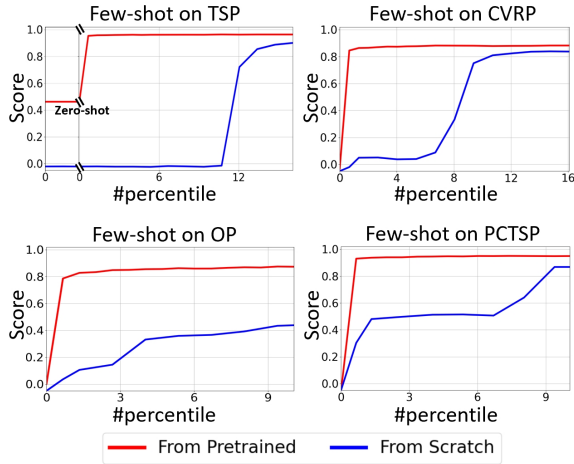 Few-shot on TSP
Score
1.0
0.8
0.6
0.4
0.2
0.0
Zero-shot
0 0 6 12
#percentile
Few-shot on CVRP
Score
1.0
0.8
0.6
0.4
0.2
0.0
0 4 8 12 16
#percentile
Few-shot on OP
Score
1.0
0.8
0.6
0.4
0.2
0.0
0 3 6 9
#percentile
Few-shot on PCTSP
Score
1.0
0.8
0.6
0.4
0.2
0.0
0 3 6 9
#percentile
From Pretrained
From Scratch